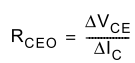 R_CEO = ΔV_CE / ΔI_C